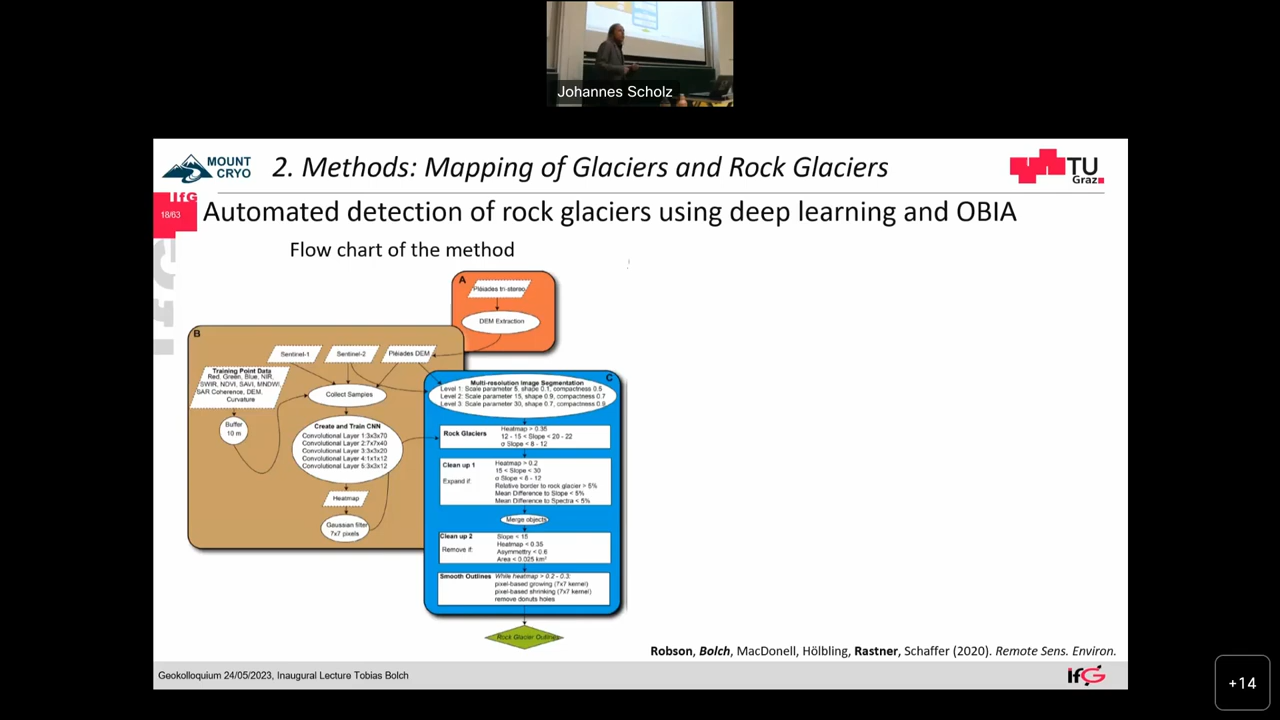 Johannes Scholz
MOUNT
CRYO
2. Methods: Mapping of Glaciers and Rock Glaciers
TU
Graz
IfG
18/63
Automated detection of rock glaciers using deep learning and OBIA
Flow chart of the method
A
Pléiades tri-stereo
DEM Extraction
B
Sentinel-1
Sentinel-2
Pléiades DEM
Training Point Data
Red, Green, Blue, NIR,
SWIR, NDVI, SAVI, MNDWI,
SAR Coherence, DEM,
Curvature
Buffer
10 m
Collect Samples
Create and Train CNN
Convolutional Layer 1:3x3x70
Convolutional Layer 2:7x7x40
Convolutional Layer 3:3x3x20
Convolutional Layer 4:1x1x12
Convolutional Layer 5:3x3x12
Heatmap
Gaussian filter
7x7 pixels
C
Multi-resolution Image Segmentation
Level 1: Scale parameter 5, shape 0.1, compactness 0.5
Level 2: Scale parameter 15, shape 0.9, compactness 0.7
Level 3: Scale parameter 30, shape 0.7, compactness
Rock Glaciers
Heatmap > 0.35
12 - 15 < Slope < 20 - 22
σ Slope < 8 - 12
Clean up 1
Expand if:
Heatmap > 0.2
15 < Slope < 30
σ Slope < 8 - 12
Relative border to rock glacier > 5%
Mean Difference to Slope < 5%
Mean Difference to Spectra < 5%
Merge objects
Clean up 2
Remove if:
Slope < 15
Heatmap < 0.35
Asymmetry < 0.6
Area < 0.025 km²
Smooth Outlines
While heatmap > 0.2 - 0.3:
pixel-based growing (7x7 kernel)
pixel-based shrinking (7x7 kernel)
remove donuts holes
Rock Glacier Outlines
Robson, Bolch, MacDonell, Hölbling, Rastner, Schaffer (2020). Remote Sens. Environ.
Geokolloquium 24/05/2023, Inaugural Lecture Tobias Bolch
IfG
+14